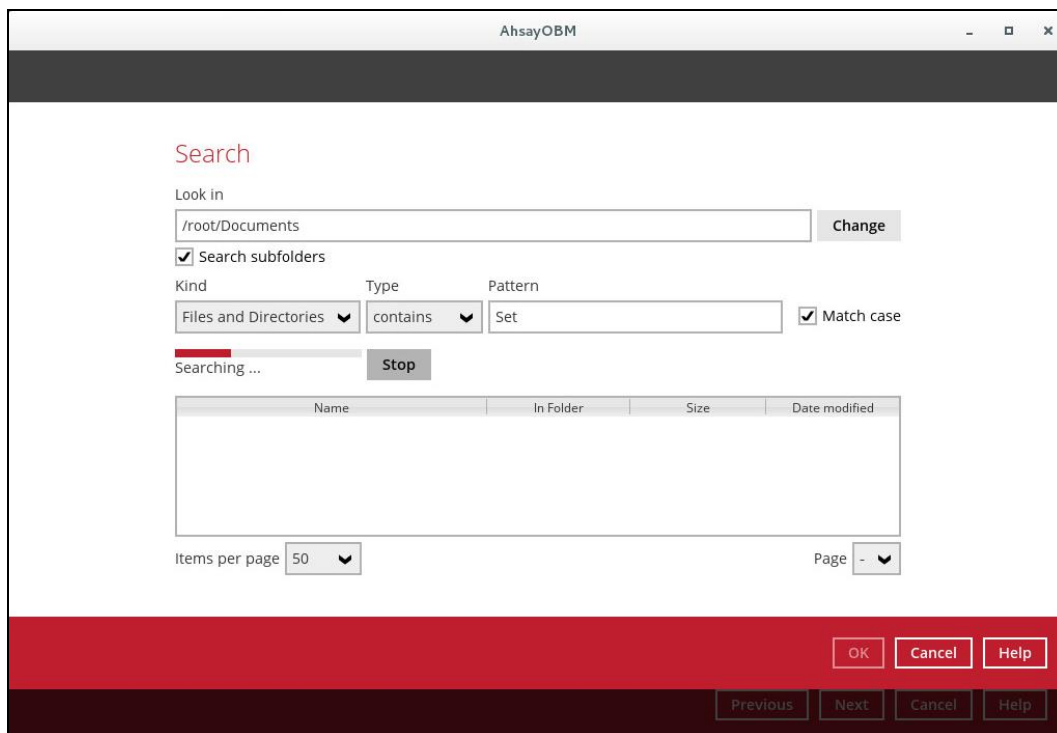 AhsayOBM
Search
Look in
/root/Documents
Change
Search subfolders
Kind Type Pattern
Files and Directories contains Set Match case
Searching ... Stop
Name In Folder Size Date modified
Items per page 50 Page -
OK Cancel Help
Previous Next Cancel Help